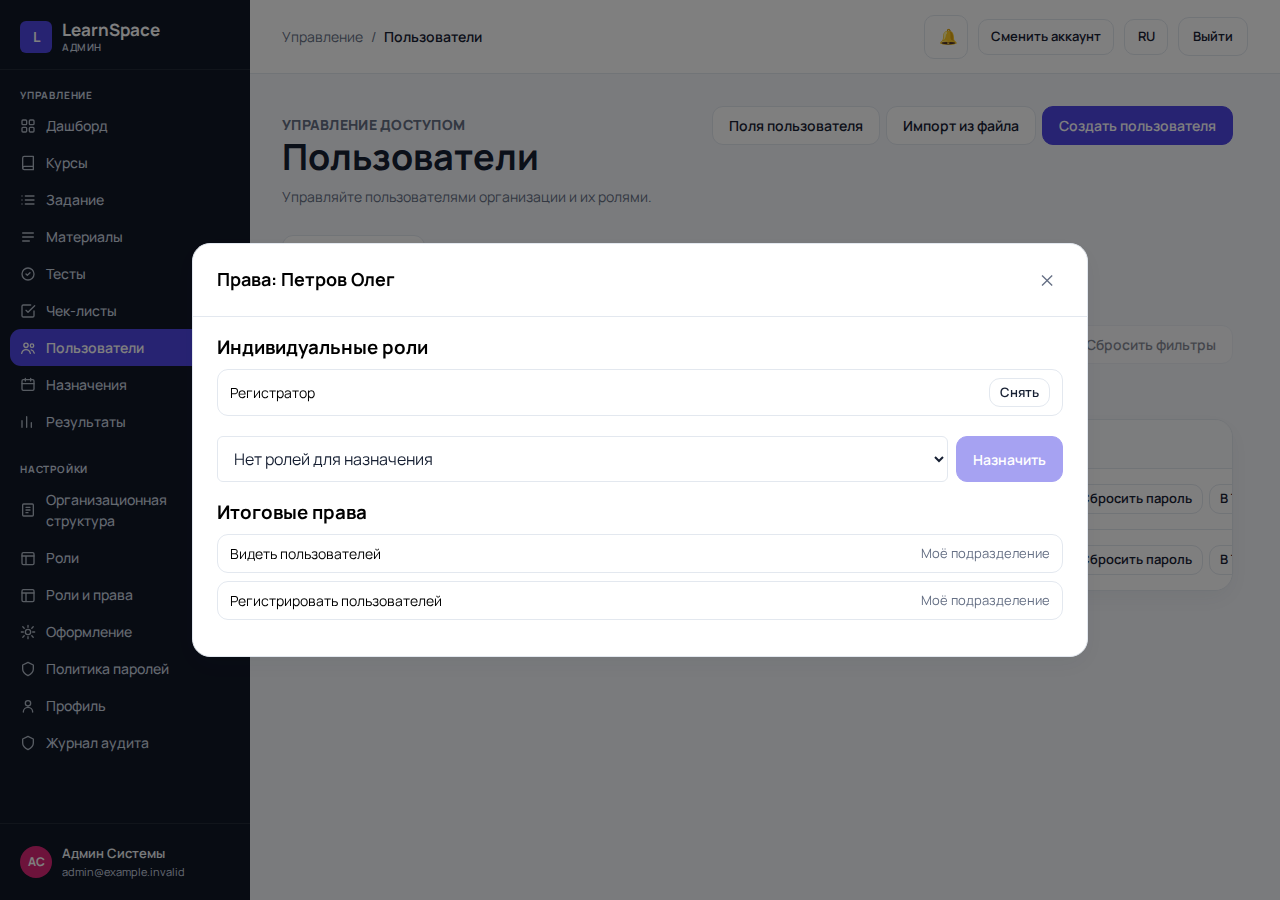 L
LearnSpace
АДМИН
УПРАВЛЕНИЕ
Дашборд
Курсы
Задание
Материалы
Тесты
Чек-листы
Пользователи
Назначения
Результаты
НАСТРОЙКИ
Организационная
структура
Роли
Роли и права
Оформление
Политика паролей
Профиль
Журнал аудита
АС
Админ Системы
admin@example.invalid
Управление / Пользователи
Сменить аккаунт
RU
Выйти
УПРАВЛЕНИЕ ДОСТУПОМ
Пользователи
Управляйте пользователями организации и их ролями.
Поля пользователя
Импорт из файла
Создать пользователя
Сбросить фильтры
Сбросить пароль
В
Сбросить пароль
В
Права: Петров Олег
Индивидуальные роли
Регистратор
Снять
Нет ролей для назначения
Назначить
Итоговые права
Видеть пользователей
Моё подразделение
Регистрировать пользователей
Моё подразделение